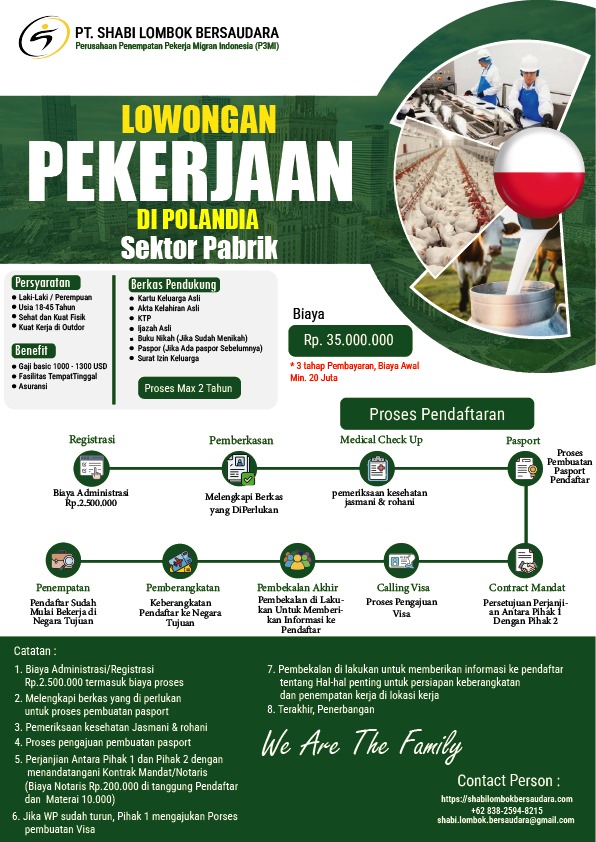 PT. SHABI LOMBOK BERSAUDARA
Perusahaan Penempatan Pekerja Migran Indonesia (P3MI)
LOWONGAN
PEKERJAAN
DI POLANDIA
Sektor Pabrik
Persyaratan
Laki-Laki / Perempuan
Usia 18-45 Tahun
Sehat dan Kuat Fisik
Kuat Kerja di Outdor
Benefit
Gaji basic 1000 - 1300 USD
Fasilitas TempatTinggal
Asuransi
Berkas Pendukung
Kartu Keluarga Asli
Akta Kelahiran Asli
KTP
Ijazah Asli
Buku Nikah (Jika Sudah Menikah)
Paspor (Jika Ada paspor Sebelumnya)
Surat Izin Keluarga
Proses Max 2 Tahun
Biaya
Rp. 35.000.000
* 3 tahap Pembayaran, Biaya Awal
Min. 20 Juta
Proses Pendaftaran
Registrasi
Biaya Administrasi
Rp.2.500.000
Pemberkasan
Melengkapi Berkas
yang DiPerlukan
Medical Check Up
pemeriksaan kesehatan
jasmani & rohani
Pasport
Proses
Pembuatan
Pasport
Pendaftar
Penempatan
Pendaftar Sudah
Mulai Bekerja di
Negara Tujuan
Pemberangkatan
Keberangkatan
Pendaftar ke Negara
Tujuan
Pembekalan Akhir
Pembekalan di Laku-
kan Untuk Memberi-
kan Informasi ke
Pendaftar
Calling Visa
Proses Pengajuan
Visa
Contract Mandat
Persetujuan Perjanji-
an Antara Pihak 1
Dengan Pihak 2
Catatan :
1. Biaya Administrasi/Registrasi
Rp.2.500.000 termasuk biaya proses
2. Melengkapi berkas yang di perlukan
untuk proses pembuatan pasport
3. Pemeriksaan kesehatan Jasmani & rohani
4. Proses pengajuan pembuatan pasport
5. Perjanjian Antara Pihak 1 dan Pihak 2 dengan
menandatangani Kontrak Mandat/Notaris
(Biaya Notaris Rp.200.000 di tanggung Pendaftar
dan Materai 10.000)
6. Jika WP sudah turun, Pihak 1 mengajukan Porses
pembuatan Visa
7. Pembekalan di lakukan untuk memberikan informasi ke pendaftar
tentang Hal-hal penting untuk persiapan keberangkatan
dan penempatan kerja di lokasi kerja
8. Terakhir, Penerbangan
We Are The Family
Contact Person :
https://shabilombokbersaudara.com
+62 838-2594-8215
shabi.lombok.bersaudara@gmail.com